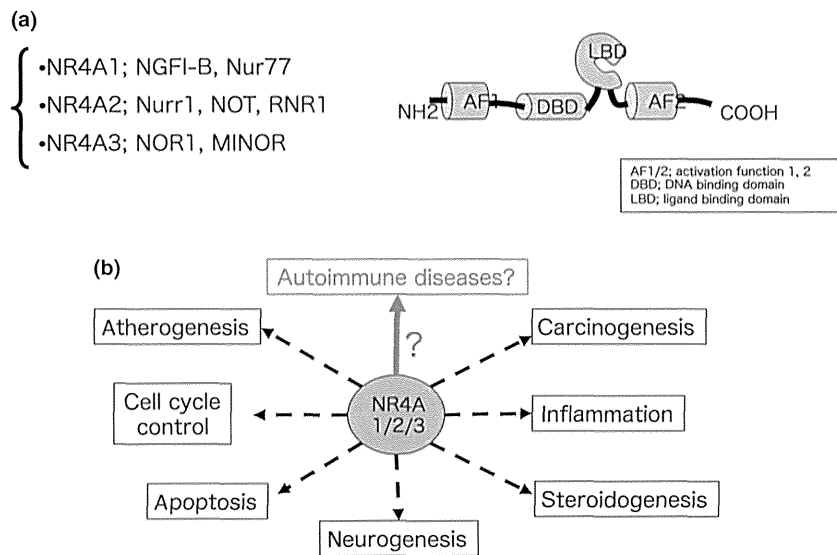 (a)
•NR4A1; NGFI-B, Nur77
•NR4A2; Nurr1, NOT, RNR1
•NR4A3; NOR1, MINOR
LBD
NH2 AF1 DBD AF2 COOH
AF1/2; activation function 1, 2
DBD; DNA binding domain
LBD; ligand binding domain
(b)
Autoimmune diseases?
Atherogenesis
?
Carcinogenesis
Cell cycle
control
NR4A
1/2/3
Inflammation
Apoptosis
Steroidogenesis
Neurogenesis